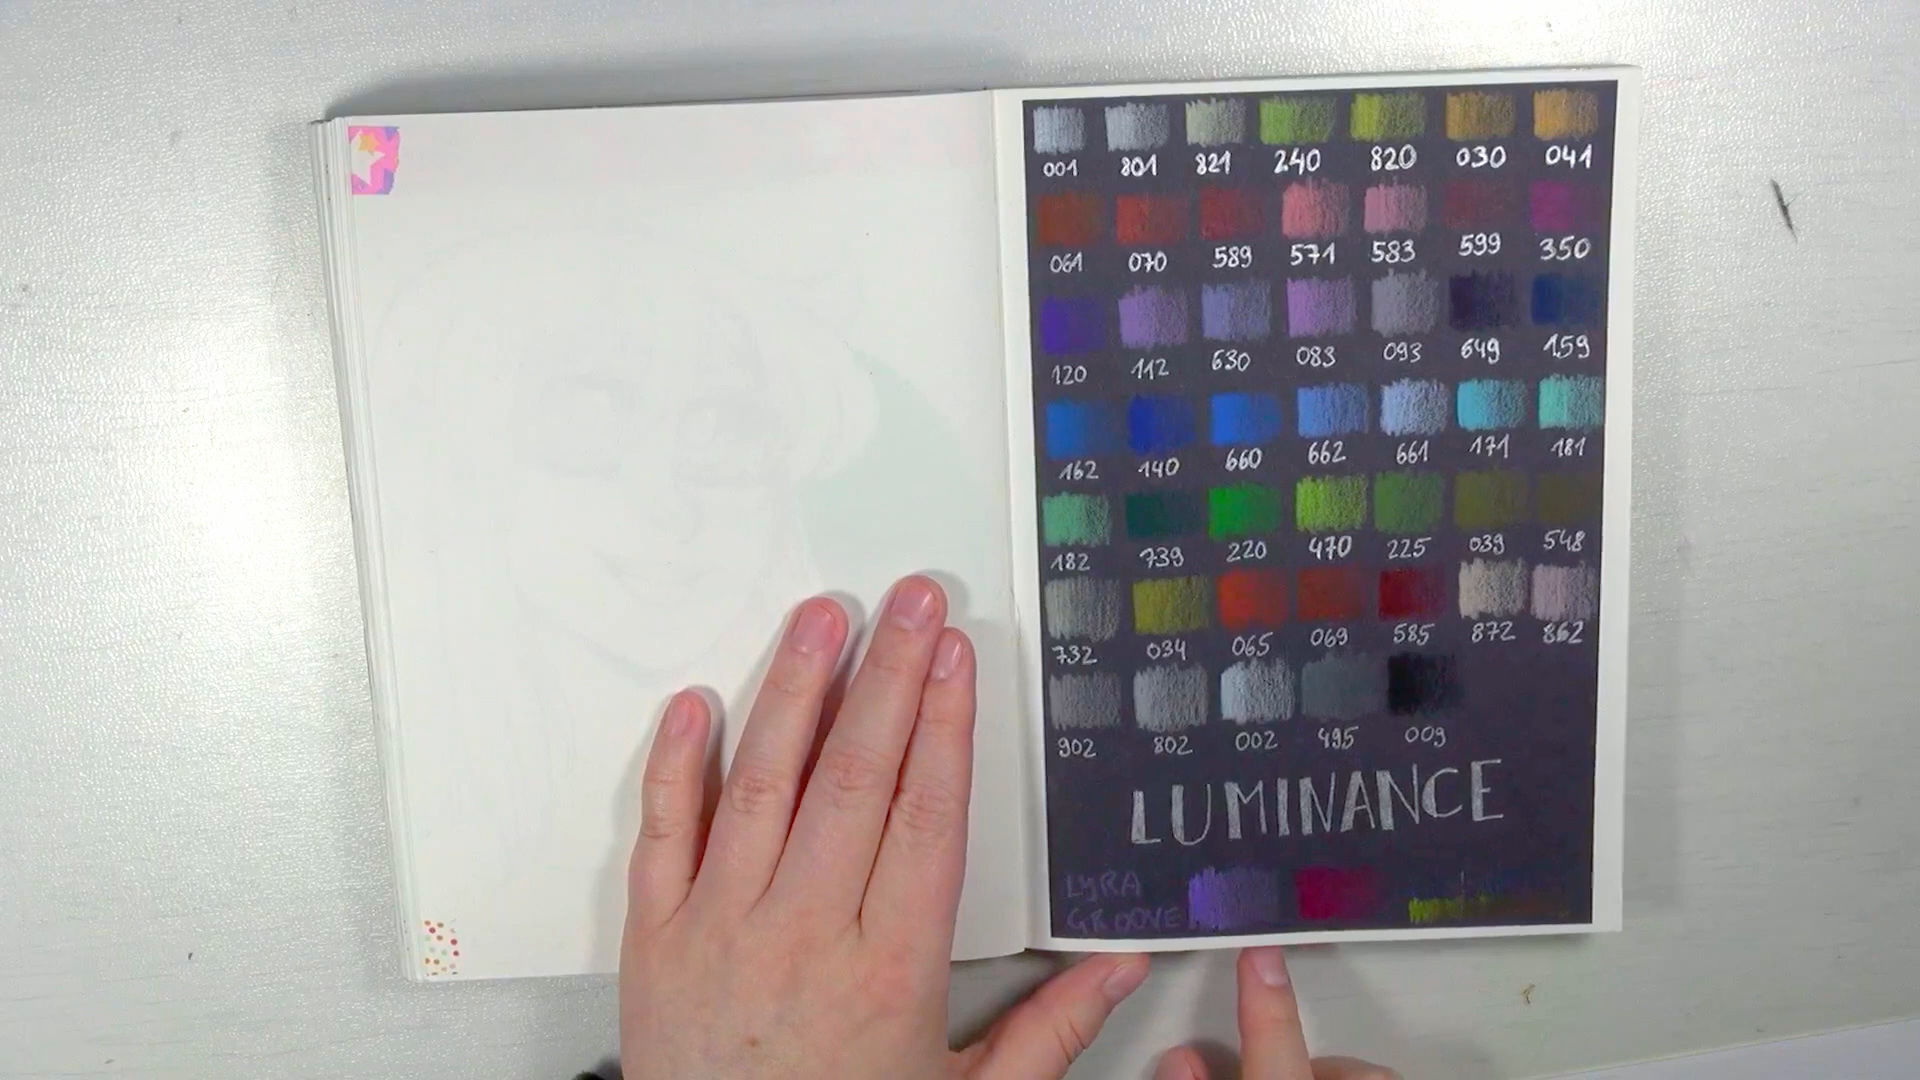 001 801 821 240 820 030 041
061 070 589 571 583 599 350
120 112 630 083 093 649 159
162 140 660 662 661 171 181
182 739 220 470 225 039 548
732 034 065 069 585 872 862
902 802 002 495 009
LUMINANCE
LYRA
GROOVE